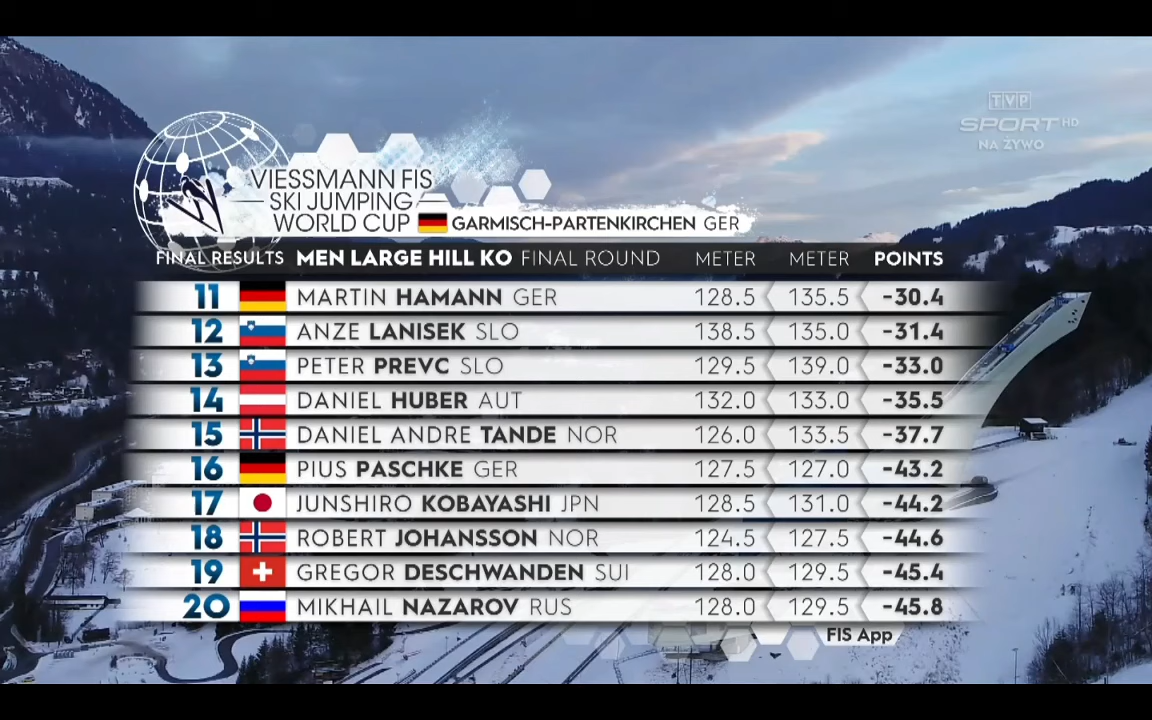 TVP
SPORT HD
NA ŻYWO
VIESSMANN FIS
SKI JUMPING
WORLD CUP
GARMISCH-PARTENKIRCHEN GER
FINAL RESULTS MEN LARGE HILL KO FINAL ROUND METER METER POINTS
11 MARTIN HAMANN GER 128.5 135.5 -30.4
12 ANZE LANISEK SLO 138.5 135.0 -31.4
13 PETER PREVC SLO 129.5 139.0 -33.0
14 DANIEL HUBER AUT 132.0 133.0 -35.5
15 DANIEL ANDRE TANDE NOR 126.0 133.5 -37.7
16 PIUS PASCHKE GER 127.5 127.0 -43.2
17 JUNSHIRO KOBAYASHI JPN 128.5 131.0 -44.2
18 ROBERT JOHANSSON NOR 124.5 127.5 -44.6
19 GREGOR DESCHWANDEN SUI 128.0 129.5 -45.4
20 MIKHAIL NAZAROV RUS 128.0 129.5 -45.8
FIS App